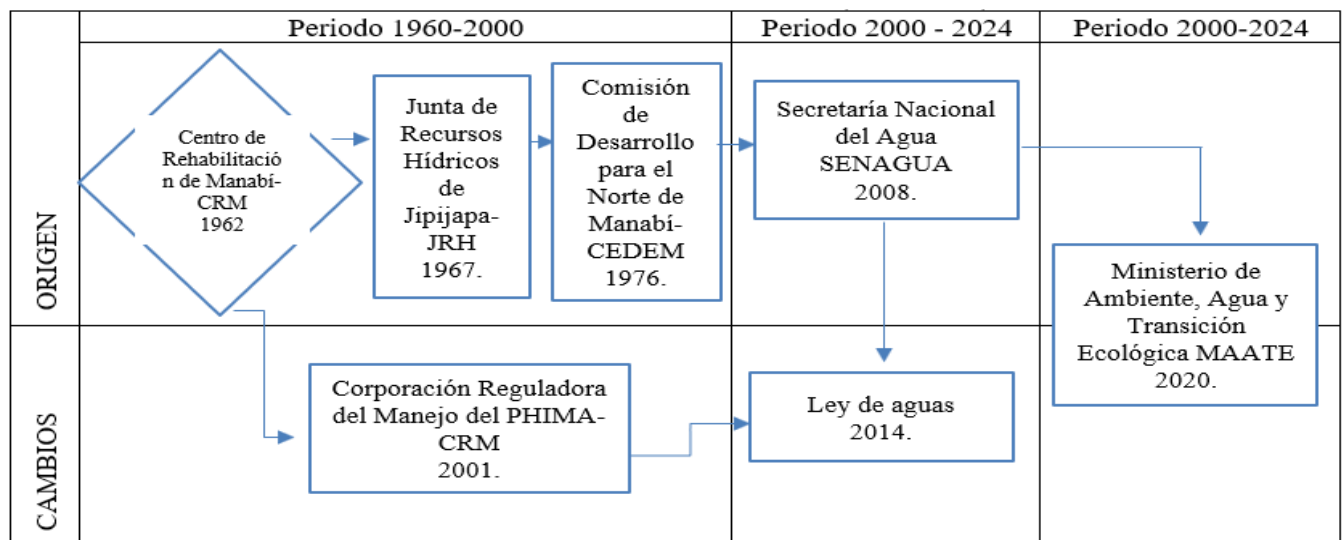 Periodo 1960-2000
Periodo 2000 - 2024
Periodo 2000-2024
ORIGEN
Centro de
Rehabilitació
n de Manabí-
CRM
1962
Junta de
Recursos
Hídricos
de
Jipijapa-
JRH
1967.
Comisión
de
Desarrollo
para el
Norte de
Manabí-
CEDEM
1976.
Secretaría Nacional
del Agua
SENAGUA
2008.
Ministerio de
Ambiente, Agua y
Transición
Ecológica MAATE
2020.
CAMBIOS
Corporación Reguladora
del Manejo del PHIMA-
CRM
2001.
Ley de aguas
2014.